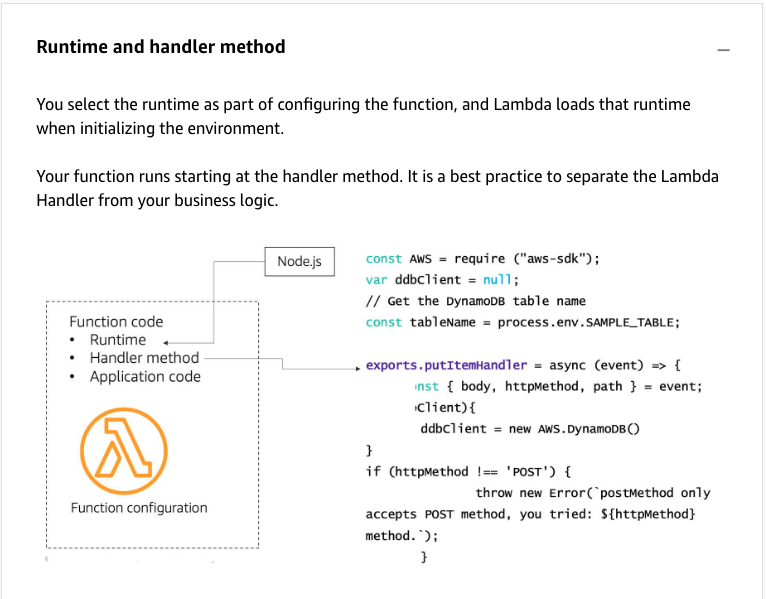 Runtime and handler method
You select the runtime as part of configuring the function, and Lambda loads that runtime
when initializing the environment.
Your function runs starting at the handler method. It is a best practice to separate the Lambda
Handler from your business logic.
Node.js
Function code
• Runtime
• Handler method
• Application code
Function configuration
const AWS = require ("aws-sdk");
var ddbClient = null;
// Get the DynamoDB table name
const tableName = process.env.SAMPLE_TABLE;
exports.putItemHandler = async (event) => {
nst { body, httpMethod, path } = event;
Client){
ddbClient = new AWS.DynamoDB()
}
if (httpMethod !== 'POST') {
throw new Error(`postMethod only
accepts POST method, you tried: ${httpMethod}
method.`);
}